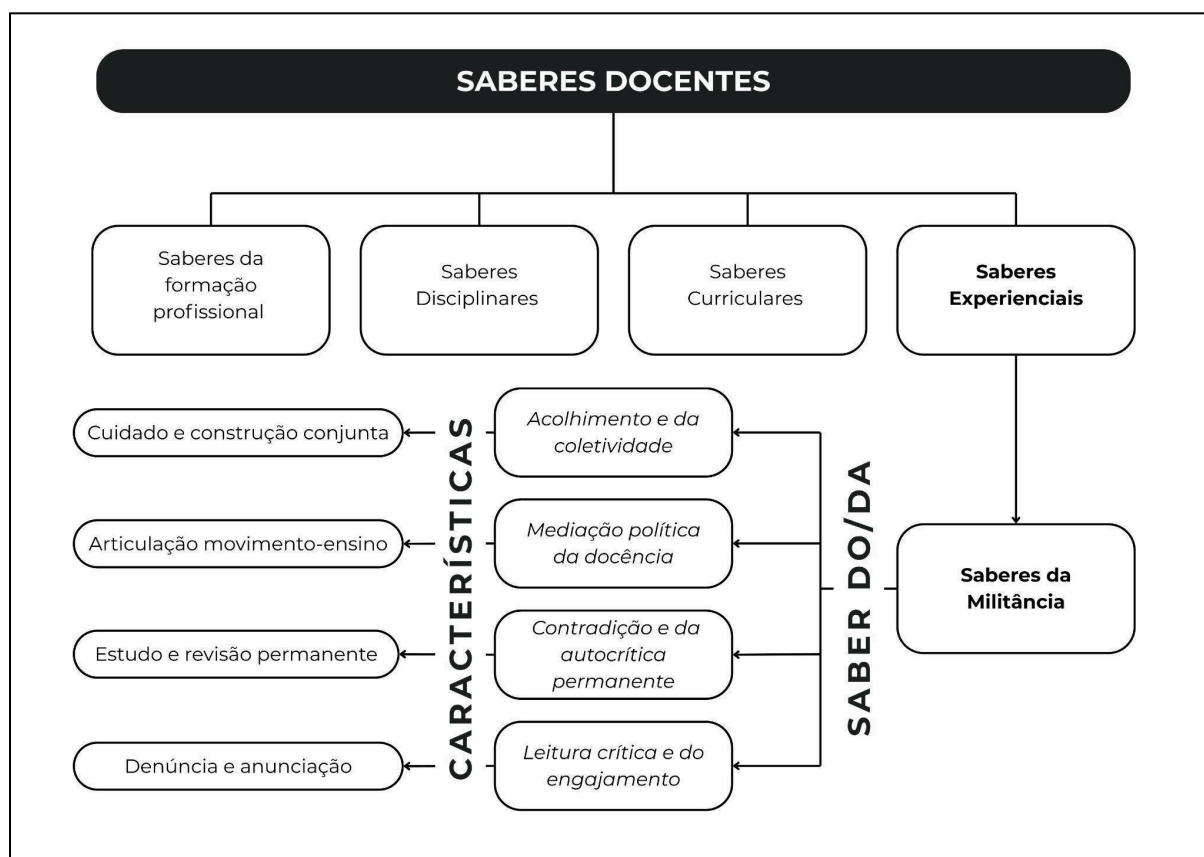 SABERES DOCENTES
Saberes da
formação
profissional
Saberes
Disciplinares
Saberes
Curriculares
Saberes
Experienciais
Cuidado e construção conjunta
Articulação movimento-ensino
Estudo e revisão permanente
Denúncia e anunciação
CARACTERÍSTICAS
Acolhimento e da
coletividade
Mediação política
da docência
Contradição e da
autocrítica
permanente
Leitura crítica e do
engajamento
SABER DO/DA
Saberes da
Militância